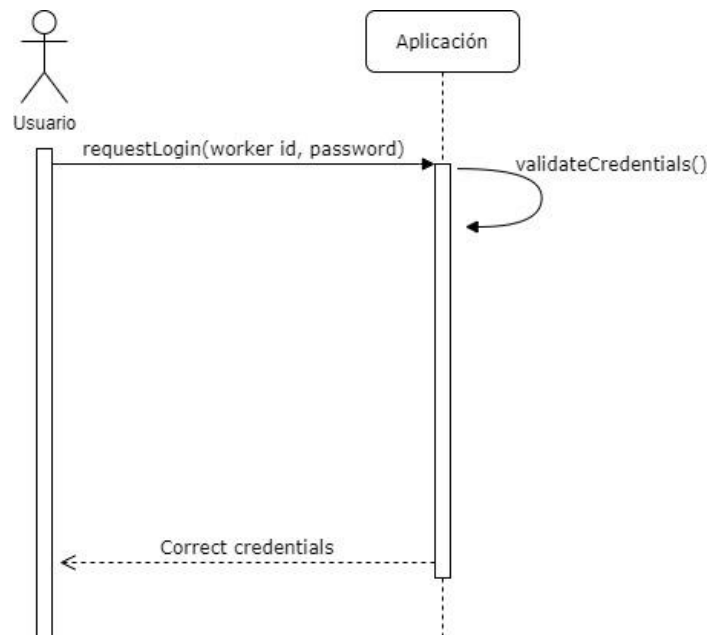 Aplicación
Usuario
requestLogin(worker id, password)
validateCredentials()
Correct credentials